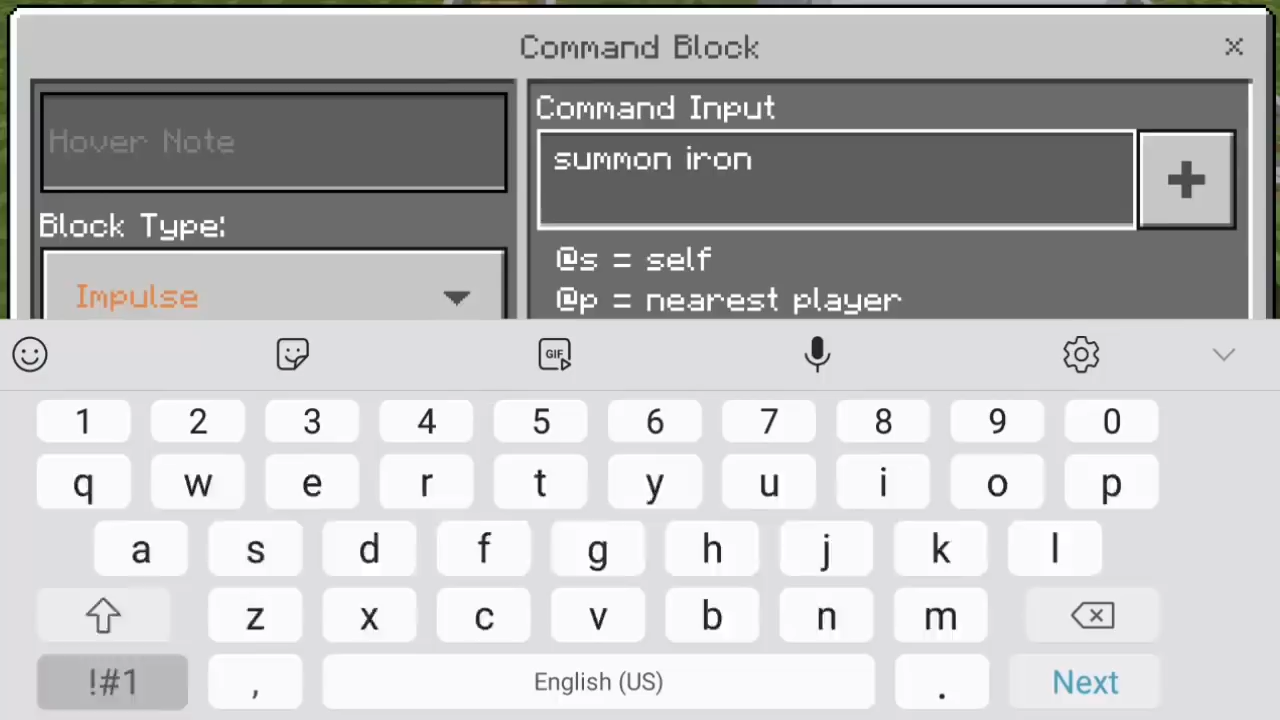 Command Block
Hover Note
Block Type:
Impulse
Command Input
summon iron
@s = self
@p = nearest player
GIF
1 2 3 4 5 6 7 8 9 0
q w e r t y u i o p
a s d f g h j k l
z x c v b n m
!#1 , English (US) . Next